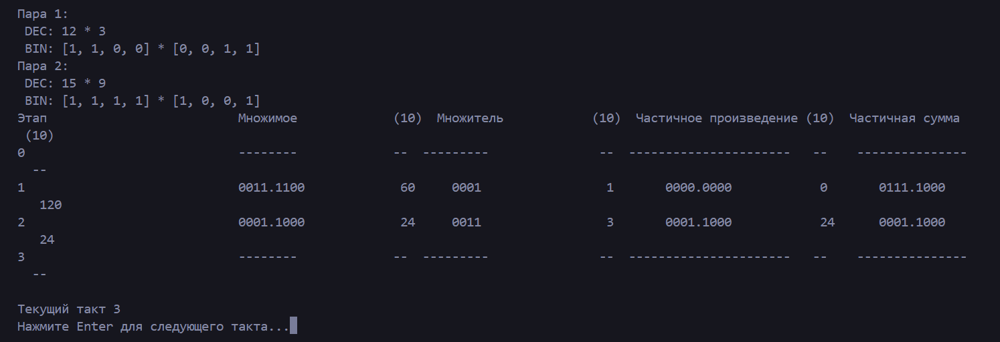 Пара 1:
DEC: 12 * 3
BIN: [1, 1, 0, 0] * [0, 0, 1, 1]
Пара 2:
DEC: 15 * 9
BIN: [1, 1, 1, 1] * [1, 0, 0, 1]
Этап Множимое (10) Множитель (10) Частичное произведение (10) Частичная сумма
(10)
0 -------- -- --------- -- ---------------------- -- ---------------
--
1 0011.1100 60 0001 1 0000.0000 0 0111.1000
120
2 0001.1000 24 0011 3 0001.1000 24 0001.1000
24
3 -------- -- --------- -- ---------------------- -- ---------------
--
Текущий такт 3
Нажмите Enter для следующего такта...